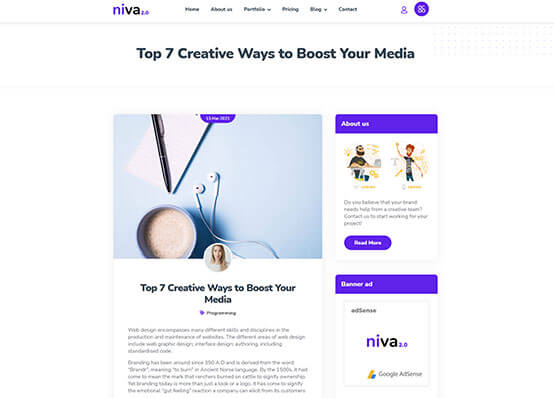 niva 2.0
Home About us Portfolio Pricing Blog Contact
Top 7 Creative Ways to Boost Your Media
13 Mar 2021
About us
Do you believe that your brand
needs help from a creative team?
Contact us to start working for your
project!
Read More
Banner ad
adSense
niva 2.0
Google AdSense
Top 7 Creative Ways to Boost Your
Media
Programming
Web design encompasses many different skills and disciplines in the
production and maintenance of websites. The different areas of web design
include web graphic design; interface design; authoring, including
standardised code.
Branding has been around since 350 A.D and is derived from the word
"Brandr", meaning "to burn" in Ancient Norse language. By the 1500s, it had
come to mean the mark that ranchers burned on cattle to signify ownership.
Yet branding today is more than just a look or a logo. It has come to signify
the emotional "gut feeling" reaction a company can elicit from its customers